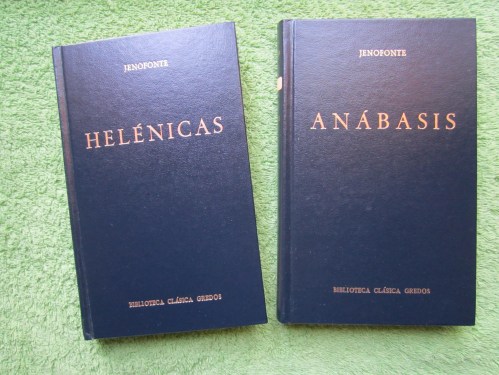 JENOFONTE
HELÉNICAS
BIBLIOTECA CLÁSICA GREDOS
JENOFONTE
ANÁBASIS
BIBLIOTECA CLÁSICA GREDOS